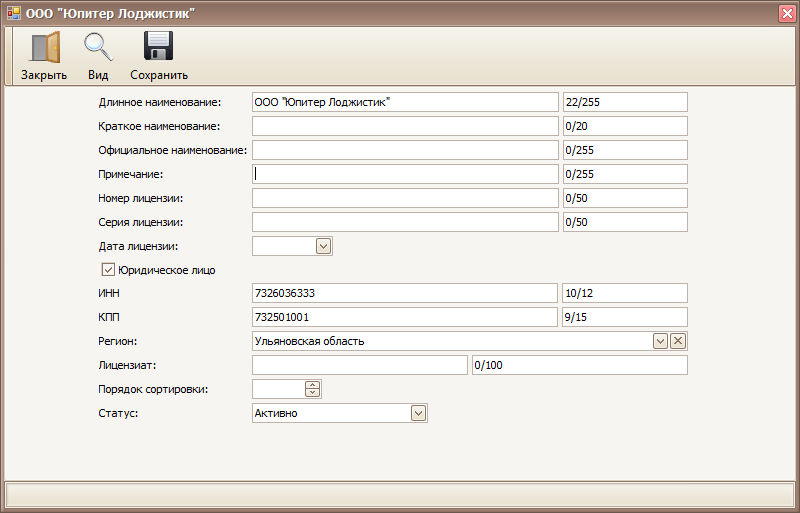 ООО "Юпитер Лоджистик"
Закрыть Вид Сохранить
Длинное наименование: ООО "Юпитер Лоджистик" 22/255
Краткое наименование: 0/20
Официальное наименование: 0/255
Примечание: 0/255
Номер лицензии: 0/50
Серия лицензии: 0/50
Дата лицензии:
Юридическое лицо
ИНН 7326036333 10/12
КПП 732501001 9/15
Регион: Ульяновская область
Лицензиат: 0/100
Порядок сортировки:
Статус: Активно